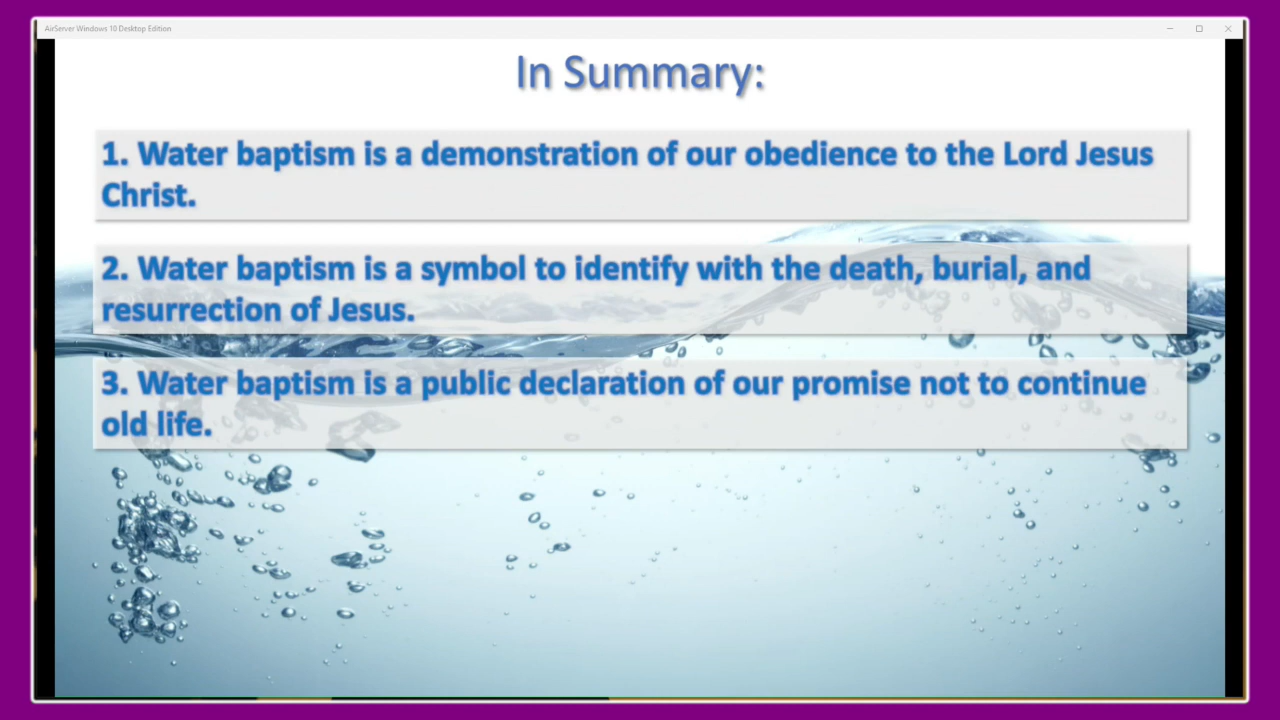 AirServer Windows 10 Desktop Edition
In Summary:
1. Water baptism is a demonstration of our obedience to the Lord Jesus
Christ.
2. Water baptism is a symbol to identify with the death, burial, and
resurrection of Jesus.
3. Water baptism is a public declaration of our promise not to continue
old life.